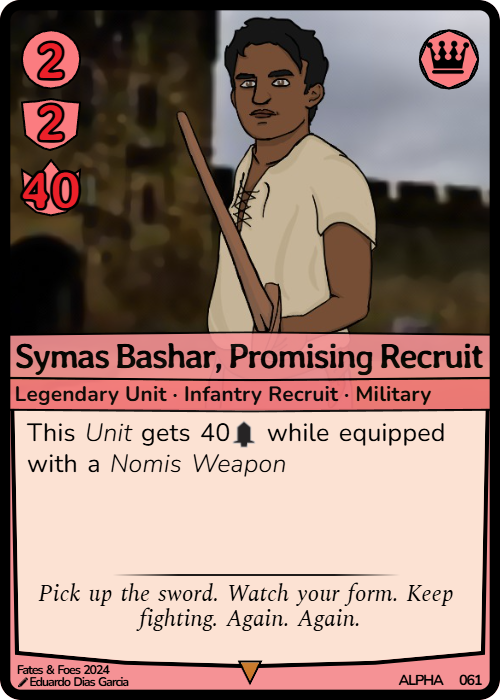 2
2
40
Symas Bashar, Promising Recruit
Legendary Unit · Infantry Recruit · Military
This Unit gets 40 while equipped
with a Nomis Weapon
Pick up the sword. Watch your form. Keep
fighting. Again. Again.
Fates & Foes 2024
Eduardo Dias Garcia
ALPHA 061